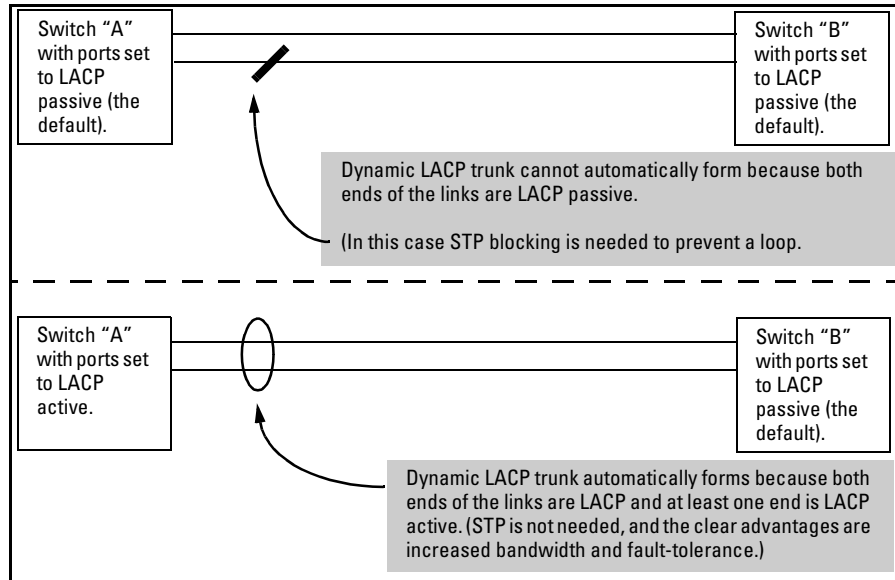 Switch “A”
with ports set
to LACP
passive (the
default).
Switch “B”
with ports set
to LACP
passive (the
default).
Dynamic LACP trunk cannot automatically form because both
ends of the links are LACP passive.
(In this case STP blocking is needed to prevent a loop.
Switch “A”
with ports set
to LACP
active.
Switch “B”
with ports set
to LACP
passive (the
default).
Dynamic LACP trunk automatically forms because both
ends of the links are LACP and at least one end is LACP
active. (STP is not needed, and the clear advantages are
increased bandwidth and fault-tolerance.)